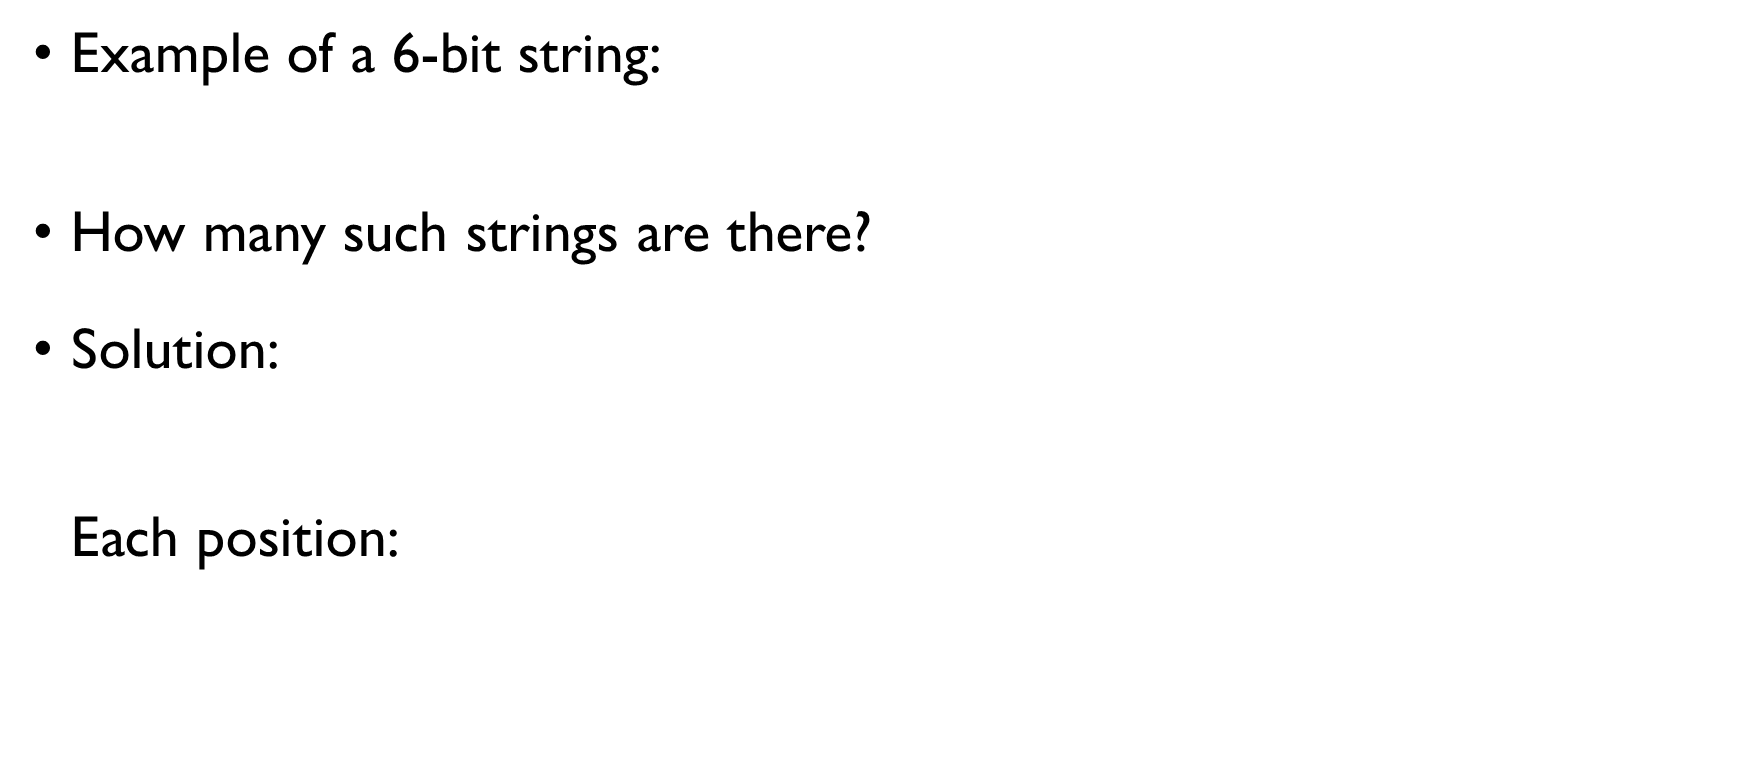 • Example of a 6-bit string:
• How many such strings are there?
• Solution:
Each position: